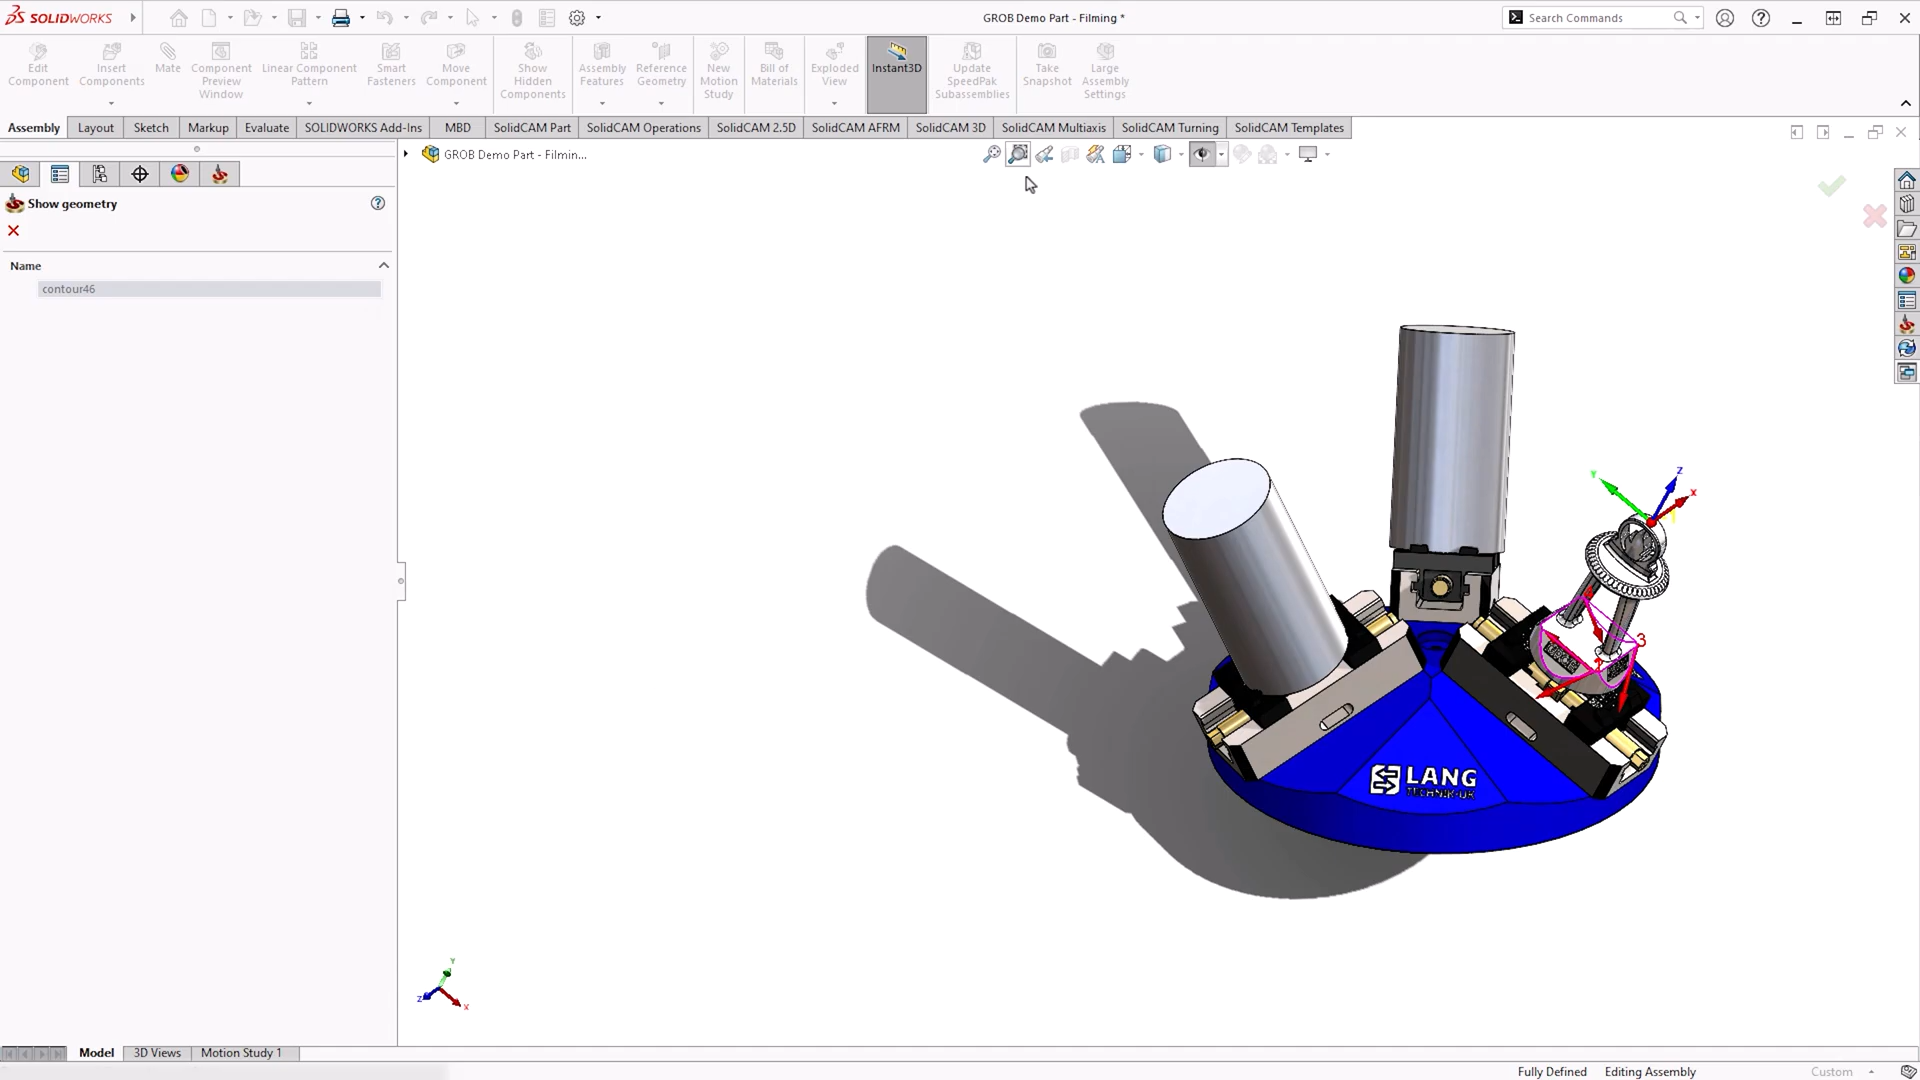 SOLIDWORKS
GROB Demo Part - Filming *
Search Commands
Edit
Component
Insert
Components
Mate
Component
Preview
Window
Linear Component
Pattern
Smart
Fasteners
Move
Component
Show
Hidden
Components
Assembly
Features
Reference
Geometry
New
Motion
Study
Bill of
Materials
Exploded
View
Instant3D
Update
SpeedPak
Subassemblies
Take
Snapshot
Large
Assembly
Settings
Assembly
Layout
Sketch
Markup
Evaluate
SOLIDWORKS Add-Ins
MBD
SolidCAM Part
SolidCAM Operations
SolidCAM 2.5D
SolidCAM AFRM
SolidCAM 3D
SolidCAM Multiaxis
SolidCAM Turning
SolidCAM Templates
GROB Demo Part - Filmin...
Show geometry
Name
contour46
Y
Z
X
3
LANG
TECHNIK-UK
Y
Z
X
Model
3D Views
Motion Study 1
Fully Defined
Editing Assembly
Custom